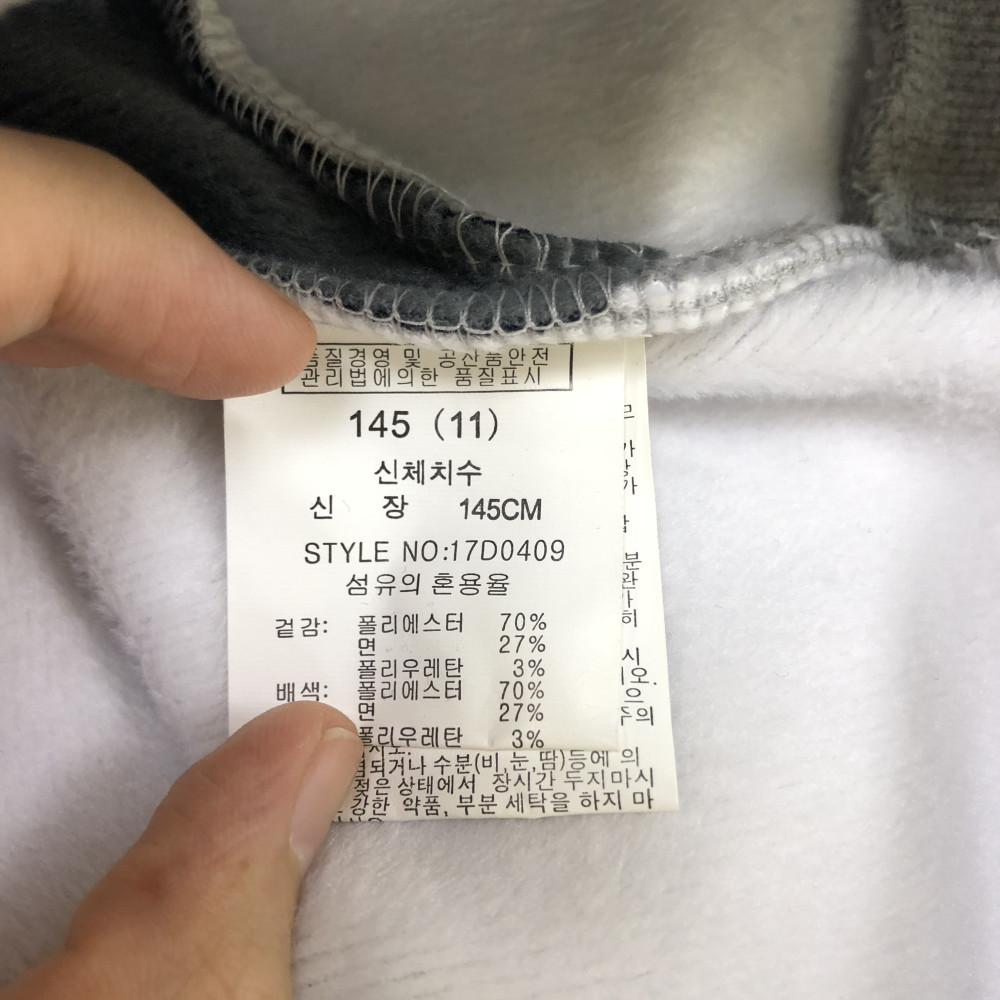 품질경영 및 공산품안전
관리법에의한 품질표시
145 (11)
신체치수
신 장 145CM
STYLE NO:17D0409
섬유의 혼용율
겉감: 폴리에스터 70%
면 27%
폴리우레탄 3%
배색: 폴리에스터 70%
면 27%
폴리우레탄 3%
수분(비,눈,땀)등에 의
젖은 상태에서 장시간 두지마시
강한 약품, 부분 세탁을 하지 마